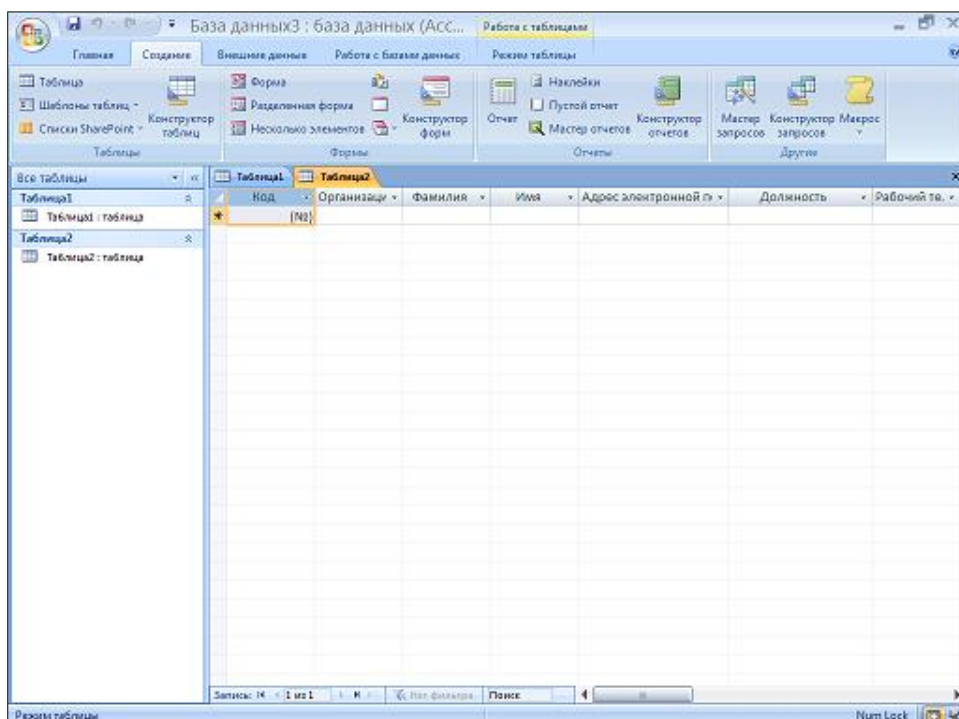 База данных3 : база данных (Acc...
Работа с таблицами
Главная Создание Внешние данные Работа с базами данных Режим таблицы
Таблица
Шаблоны таблиц
Списки SharePoint
Конструктор таблиц
Таблицы
Форма
Разделенная форма
Несколько элементов
Конструктор форм
Формы
Отчет
Наклейки
Пустой отчет
Мастер отчетов
Конструктор отчетов
Отчеты
Мастер запросов
Конструктор запросов
Макрос
Другие
Все таблицы
Таблица1
Таблица1 : таблица
Таблица2
Таблица2 : таблица
Таблица1 Таблица2
Код Организаци Фамилия Имя Адрес электронной п Должность Рабочий те.
(№)
Запись: 1 из 1 Нет фильтра Поиск
Режим таблицы Num Lock